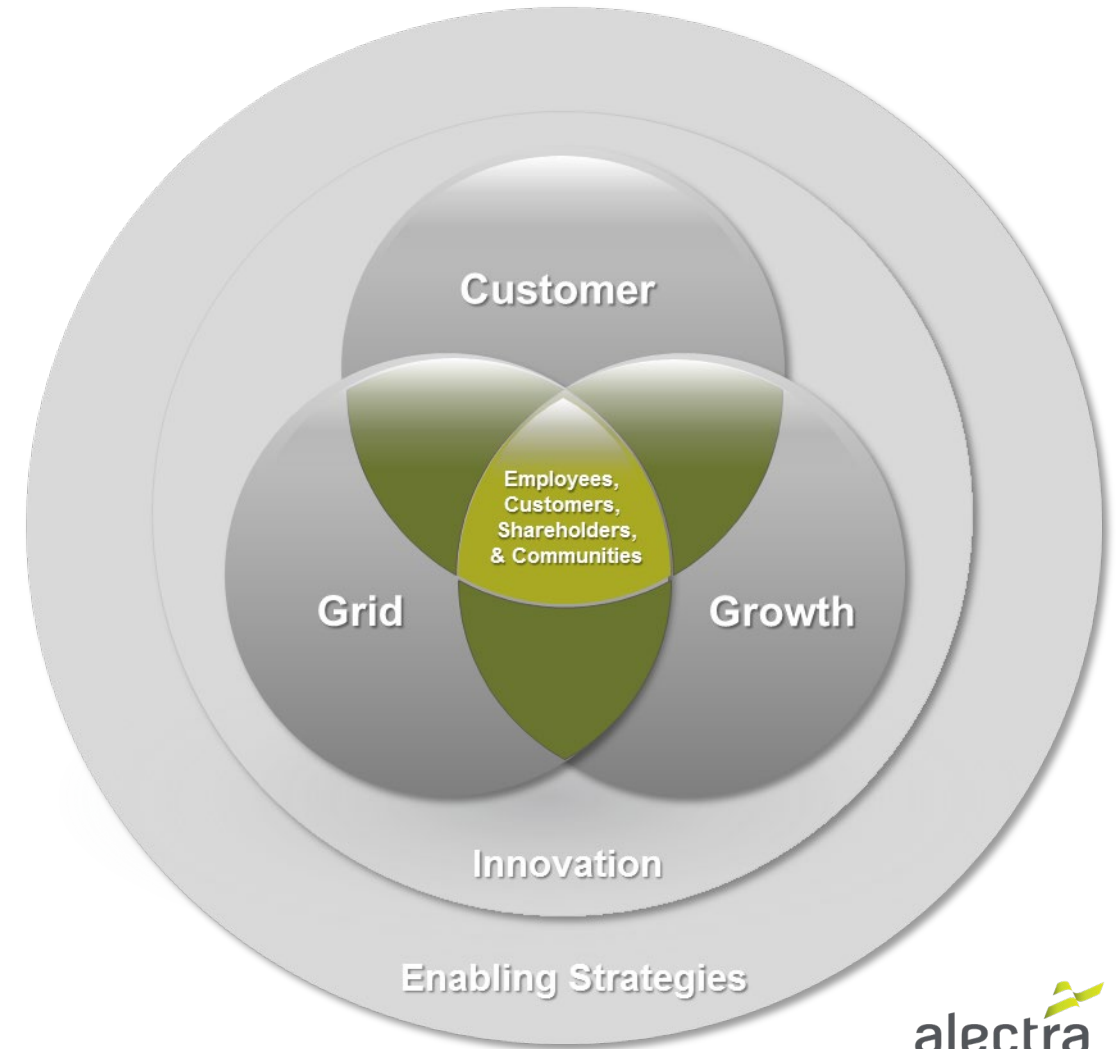 Customer
Employees,
Customers,
Shareholders,
& Communities
Grid
Growth
Innovation
Enabling Strategies
alectra